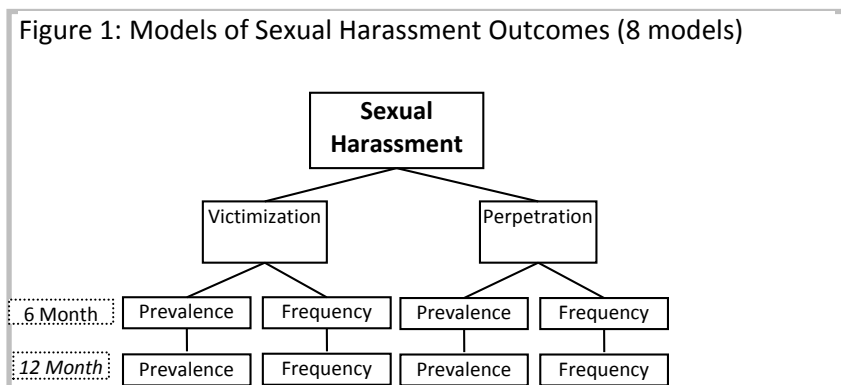 Figure 1: Models of Sexual Harassment Outcomes (8 models)
Sexual
Harassment
Victimization Perpetration
6 Month Prevalence Frequency Prevalence Frequency
12 Month Prevalence Frequency Prevalence Frequency